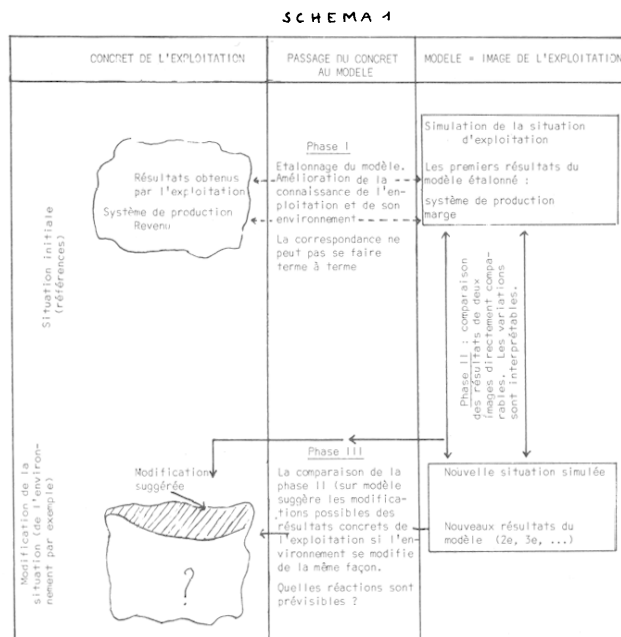 SCHEMA 1
CONCRET DE L'EXPLOITATION
PASSAGE DU CONCRET
AU MODELE
MODELE = IMAGE DE L'EXPLOITATION
Situation initiale
(références)
Résultats obtenus
par l'exploitation
Système de production
Revenu
Phase I
Etalonnage du modèle.
Amélioration de la
connaissance de l'en-
ploitation et de son
environnement
La correspondance ne
peut pas se faire
terme à terme
Simulation de la situation
d'exploitation
Les premiers résultats du
modèle étalonné :
système de production
marge
Phase II : comparaison
des résultats de deux
images directement compa-
rables. Les variations
sont interprétables.
Modification de la
situation (de l'environ-
nement par exemple)
Modification
suggérée
?
Phase III
La comparaison de la
phase II (sur modèle
suggère les modifica-
tions possibles des
résultats concrets de
l'exploitation si l'en-
vironnement se modifie
de la même façon.
Quelles réactions sont
prévisibles ?
Nouvelle situation simulée
Nouveaux résultats du
modèle (2e, 3e, ...)